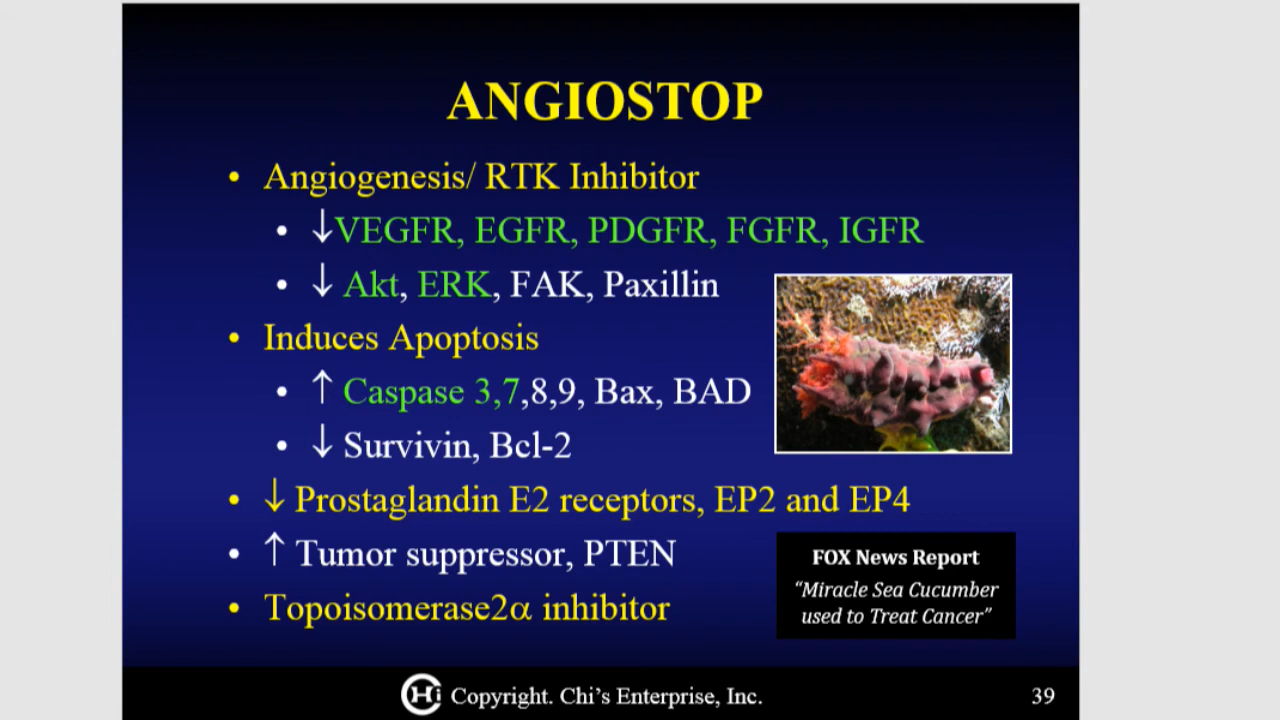 ANGIOSTOP
• Angiogenesis/ RTK Inhibitor
• ↓VEGFR, EGFR, PDGFR, FGFR, IGFR
• ↓ Akt, ERK, FAK, Paxillin
• Induces Apoptosis
• ↑ Caspase 3,7,8,9, Bax, BAD
• ↓ Survivin, Bcl-2
• ↓ Prostaglandin E2 receptors, EP2 and EP4
• ↑ Tumor suppressor, PTEN
• Topoisomerase2α inhibitor
FOX News Report
“Miracle Sea Cucumber
used to Treat Cancer”
CHi Copyright. Chi’s Enterprise, Inc.
39